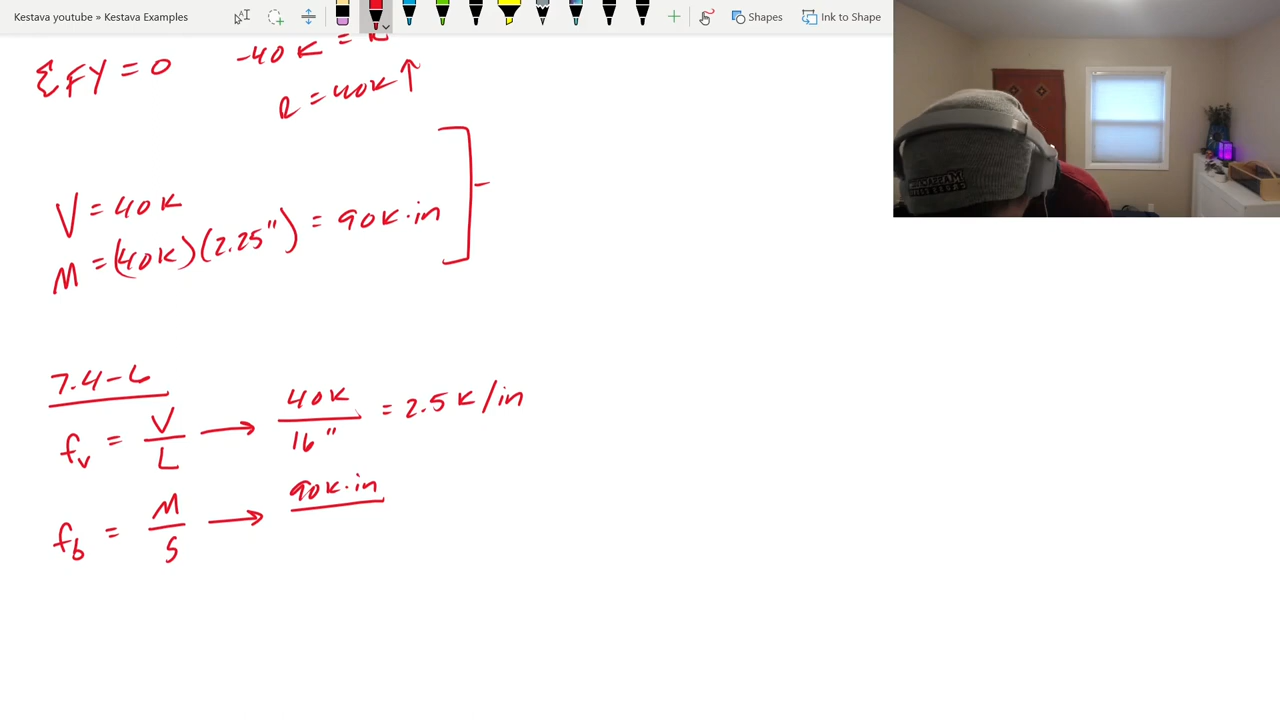 Kestava youtube » Kestava Examples
Shapes
Ink to Shape
-40K = R
ΣFY = 0
R = 40K ↑
V = 40K
M = (40K)(2.25") = 90K·in
7.4-6
fv = V/L → 40K/16" = 2.5 K/in
fb = M/S → 90K·in